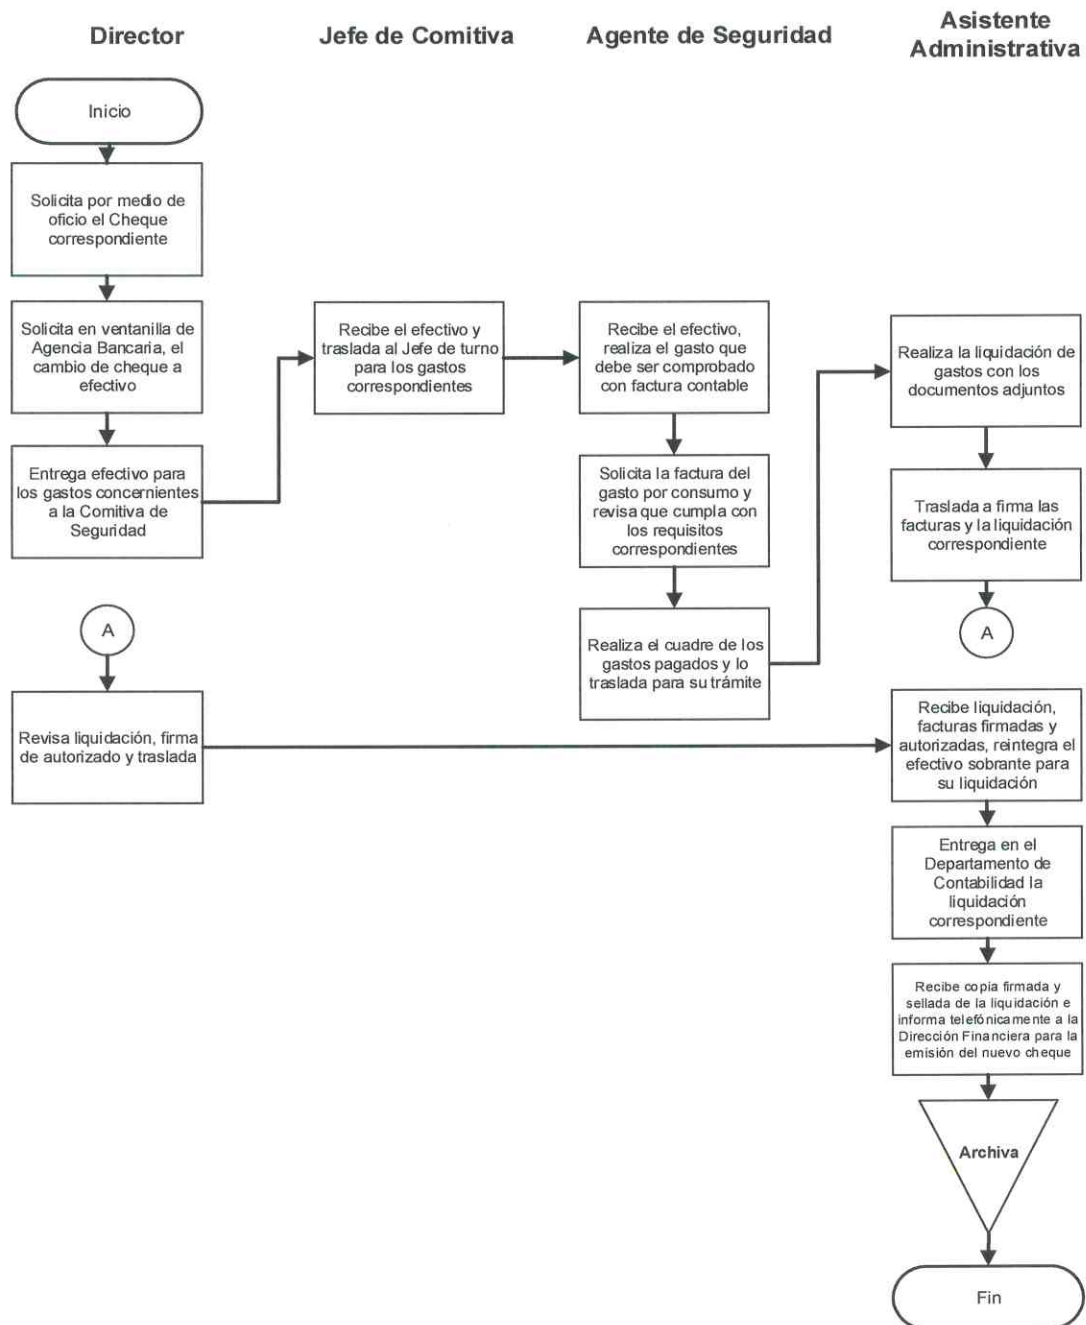 Director
Jefe de Comitiva
Agente de Seguridad
Asistente
Administrativa
Inicio
Solicita por medio de
oficio el Cheque
correspondiente
Solicita en ventanilla de
Agencia Bancaria, el
cambio de cheque a
efectivo
Entrega efectivo para
los gastos concernientes
a la Comitiva de
Seguridad
Recibe el efectivo y
traslada al Jefe de turno
para los gastos
correspondientes
Recibe el efectivo,
realiza el gasto que
debe ser comprobado
con factura contable
Solicita la factura del
gasto por consumo y
revisa que cumpla con
los requisitos
correspondientes
Realiza el cuadre de los
gastos pagados y lo
traslada para su trámite
Realiza la liquidación de
gastos con los
documentos adjuntos
Traslada a firma las
facturas y la liquidación
correspondiente
A
A
Revisa liquidación, firma
de autorizado y traslada
Recibe liquidación,
facturas firmadas y
autorizadas, reintegra el
efectivo sobrante para
su liquidación
Entrega en el
Departamento de
Contabilidad la
liquidación
correspondiente
Recibe copia firmada y
sellada de la liquidación e
informa telefónicamente a la
Dirección Financiera para la
emisión del nuevo cheque
Archiva
Fin